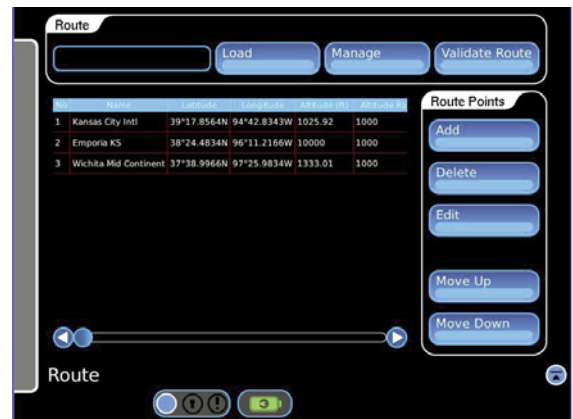 Route
Load Manage Validate Route
No Name Latitude Longitude Altitude (ft) Altitude Ra
1 Kansas City Intl 39°17.8564N 94°42.8343W 1025.92 1000
2 Emporia KS 38°24.4834N 96°11.2166W 10000 1000
3 Wichita Mid Continent 37°38.9966N 97°25.9834W 1333.01 1000
Route Points
Add
Delete
Edit
Move Up
Move Down
Route